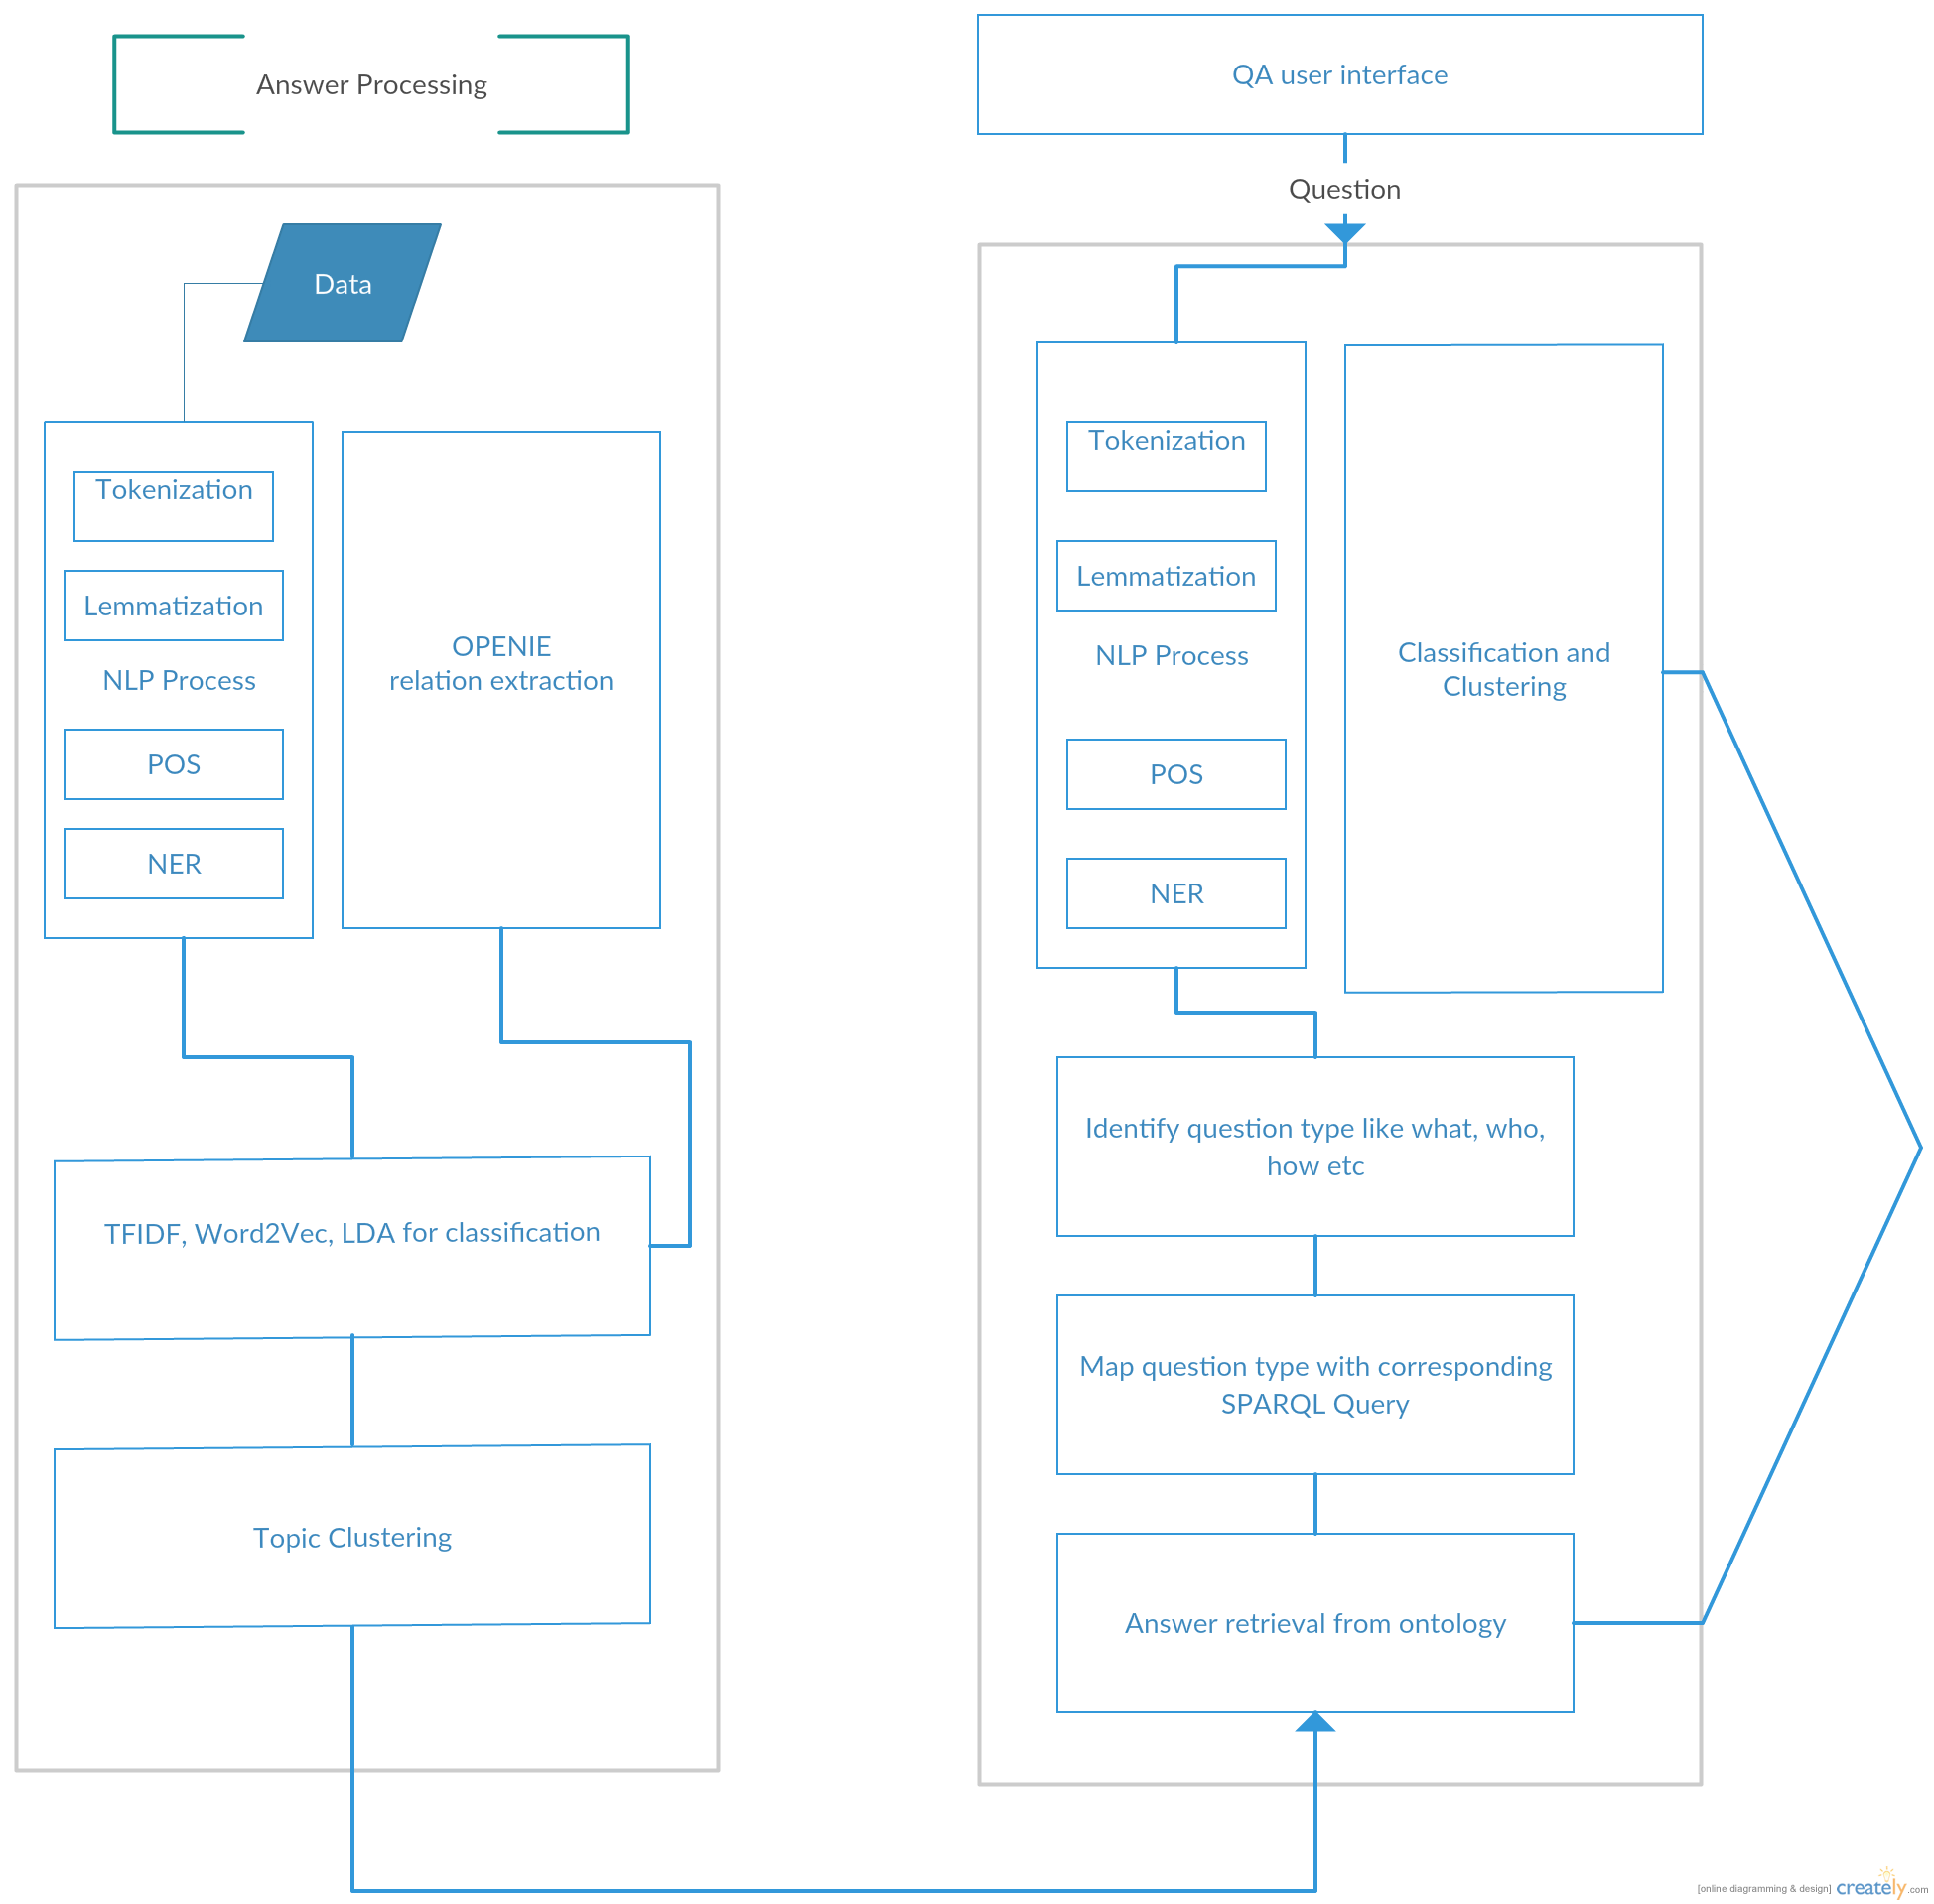 Answer Processing
Data
Tokenization
Lemmatization
NLP Process
POS
NER
OPENIE
relation extraction
TFIDF, Word2Vec, LDA for classification
Topic Clustering
QA user interface
Question
Tokenization
Lemmatization
NLP Process
POS
NER
Classification and
Clustering
Identify question type like what, who,
how etc
Map question type with corresponding
SPARQL Query
Answer retrieval from ontology
[online diagramming & design] creately.com